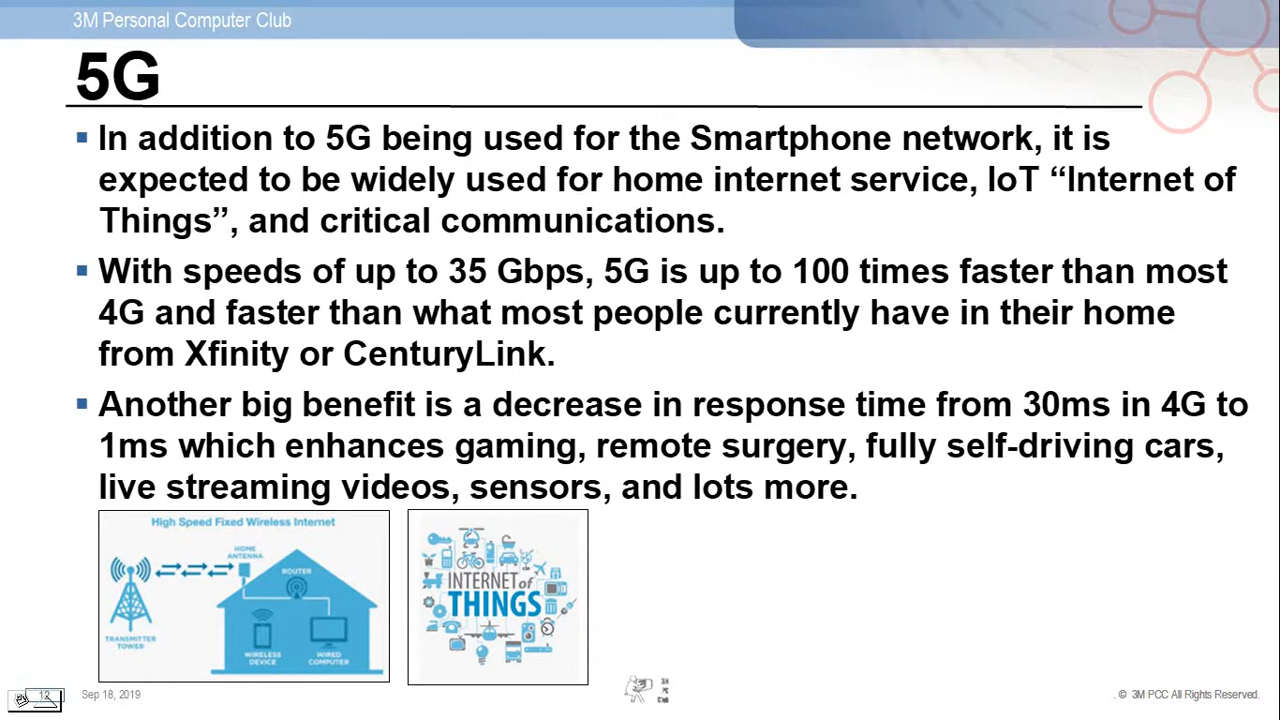 3M Personal Computer Club
5G
▪ In addition to 5G being used for the Smartphone network, it is
expected to be widely used for home internet service, IoT “Internet of
Things”, and critical communications.
▪ With speeds of up to 35 Gbps, 5G is up to 100 times faster than most
4G and faster than what most people currently have in their home
from Xfinity or CenturyLink.
▪ Another big benefit is a decrease in response time from 30ms in 4G to
1ms which enhances gaming, remote surgery, fully self-driving cars,
live streaming videos, sensors, and lots more.
High Speed Fixed Wireless Internet
HOME
ANTENNA
ROUTER
TRANSMITTER
TOWER
WIRELESS
DEVICE
WIRED
COMPUTER
INTERNET of
THINGS
12
Sep 18, 2019
. © 3M PCC All Rights Reserved.